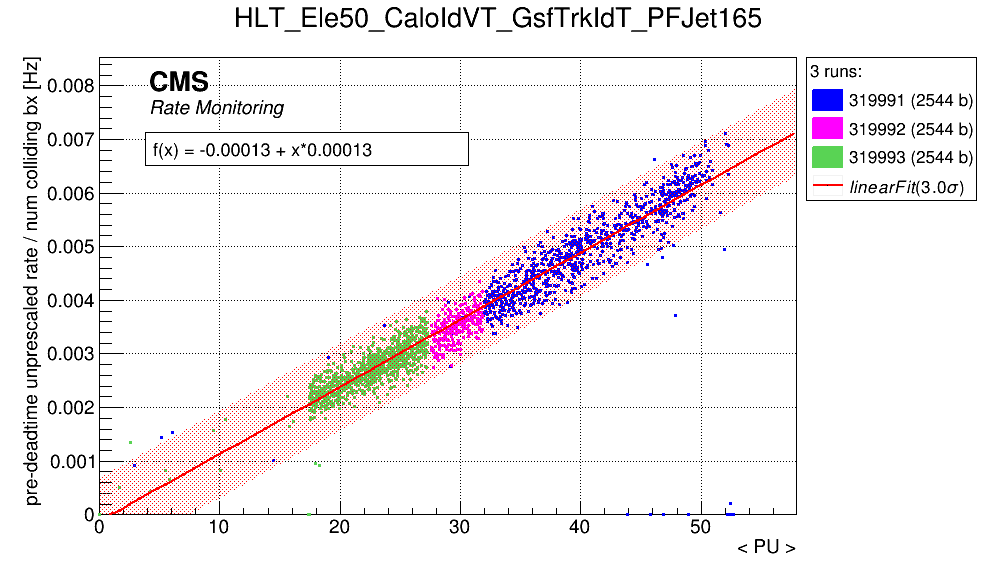 HLT_Ele50_CaloIdVT_GsfTrkIdT_PFJet165
pre-deadtime unprescaled rate / num colliding bx [Hz]
0.008
0.007
0.006
0.005
0.004
0.003
0.002
0.001
0
CMS
Rate Monitoring
f(x) = -0.00013 + x*0.00013
0 10 20 30 40 50
< PU >
3 runs:
319991 (2544 b)
319992 (2544 b)
319993 (2544 b)
linearFit(3.0σ)